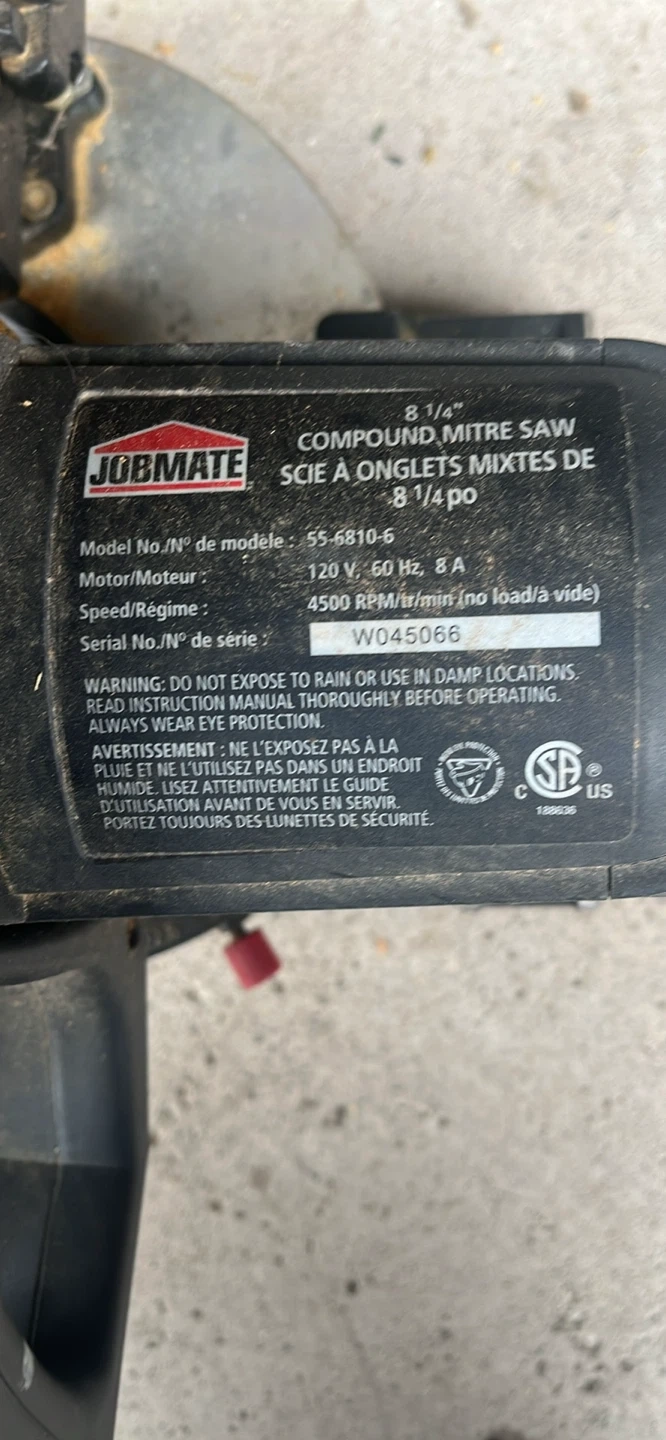 8 1/4"
COMPOUND MITRE SAW
JOBMATE
SCIE À ONGLETS MIXTES DE
8 1/4 po
Model No./Nº de modèle : 55-6810-6
Motor/Moteur : 120 V, 60 Hz, 8 A
Speed/Régime : 4500 RPM/tr/min (no load/à vide)
Serial No./Nº de série : W045066
WARNING: DO NOT EXPOSE TO RAIN OR USE IN DAMP LOCATIONS.
READ INSTRUCTION MANUAL THOROUGHLY BEFORE OPERATING.
ALWAYS WEAR EYE PROTECTION.
AVERTISSEMENT : NE L'EXPOSEZ PAS À LA
PLUIE ET NE L'UTILISEZ PAS DANS UN ENDROIT
HUMIDE. LISEZ ATTENTIVEMENT LE GUIDE
D'UTILISATION AVANT DE VOUS EN SERVIR.
PORTEZ TOUJOURS DES LUNETTES DE SÉCURITÉ.
C SA ® US
188636